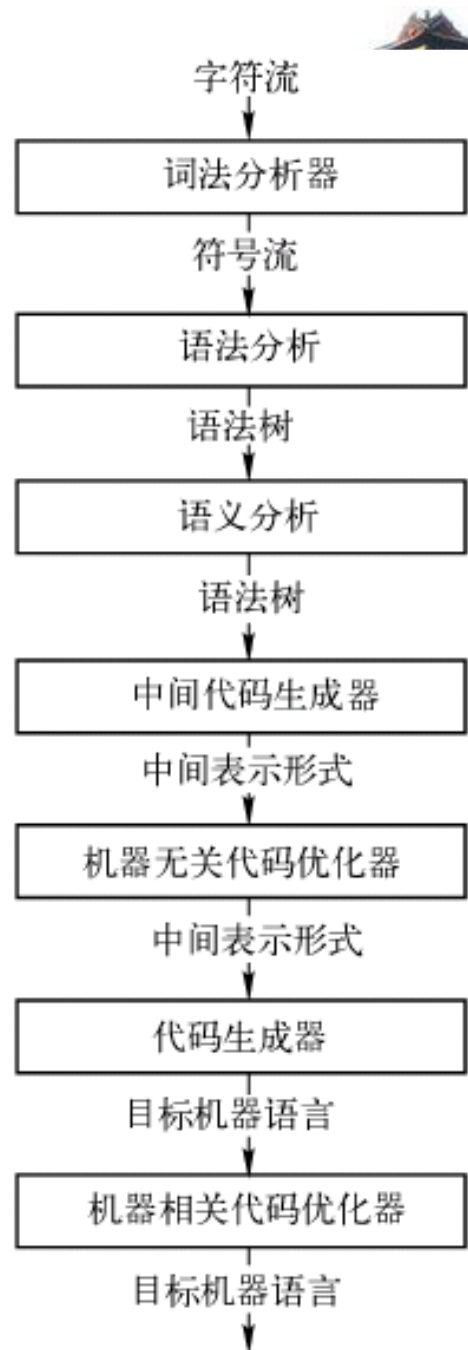 字符流
词法分析器
符号流
语法分析
语法树
语义分析
语法树
中间代码生成器
中间表示形式
机器无关代码优化器
中间表示形式
代码生成器
目标机器语言
机器相关代码优化器
目标机器语言